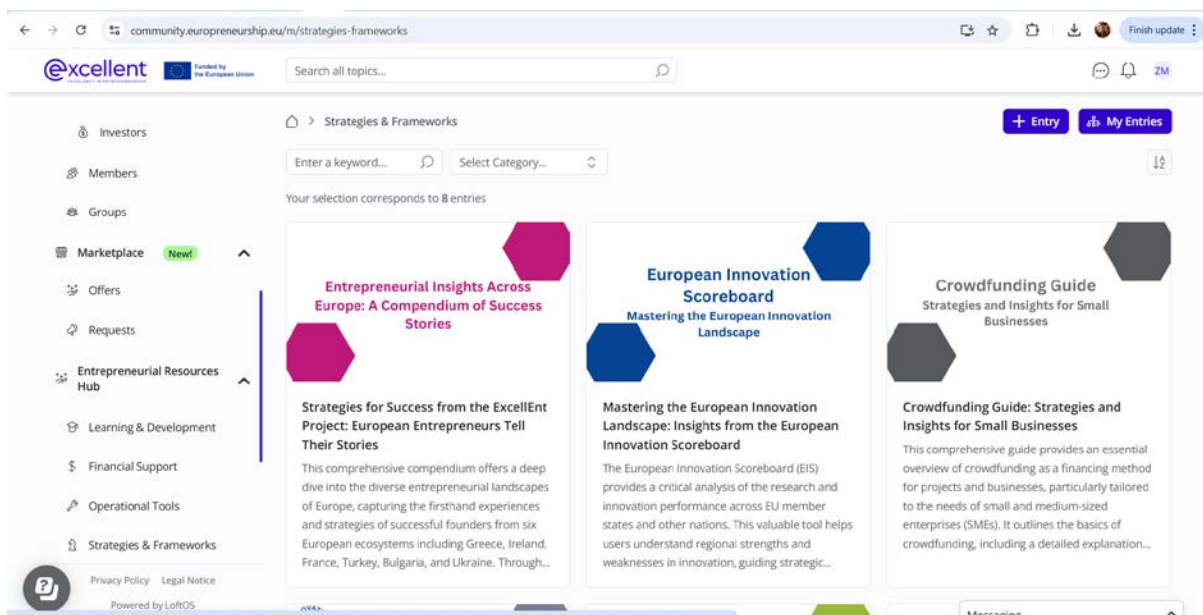 community.europreneurship.eu/m/strategies-frameworks
Finish update
excellent
EXCELLENCY IN ENTREPRENEURSHIP
Funded by
the European Union
Search all topics...
ZM
Investors
Members
Groups
Marketplace New!
Offers
Requests
Entrepreneurial Resources
Hub
Learning & Development
$ Financial Support
Operational Tools
Strategies & Frameworks
Privacy Policy Legal Notice
Powered by LoftOS
> Strategies & Frameworks
+ Entry
My Entries
Enter a keyword...
Select Category...
Your selection corresponds to 8 entries
Entrepreneurial Insights Across
Europe: A Compendium of Success
Stories
Strategies for Success from the ExcellEnt
Project: European Entrepreneurs Tell
Their Stories
This comprehensive compendium offers a deep
dive into the diverse entrepreneurial landscapes
of Europe, capturing the firsthand experiences
and strategies of successful founders from six
European ecosystems including Greece, Ireland,
France, Turkey, Bulgaria, and Ukraine. Through...
European Innovation
Scoreboard
Mastering the European Innovation
Landscape
Mastering the European Innovation
Landscape: Insights from the European
Innovation Scoreboard
The European Innovation Scoreboard (EIS)
provides a critical analysis of the research and
innovation performance across EU member
states and other nations. This valuable tool helps
users understand regional strengths and
weaknesses in innovation, guiding strategic...
Crowdfunding Guide
Strategies and Insights for Small
Businesses
Crowdfunding Guide: Strategies and
Insights for Small Businesses
This comprehensive guide provides an essential
overview of crowdfunding as a financing method
for projects and businesses, particularly tailored
to the needs of small and medium-sized
enterprises (SMEs). It outlines the basics of
crowdfunding, including a detailed explanation...
Messaging